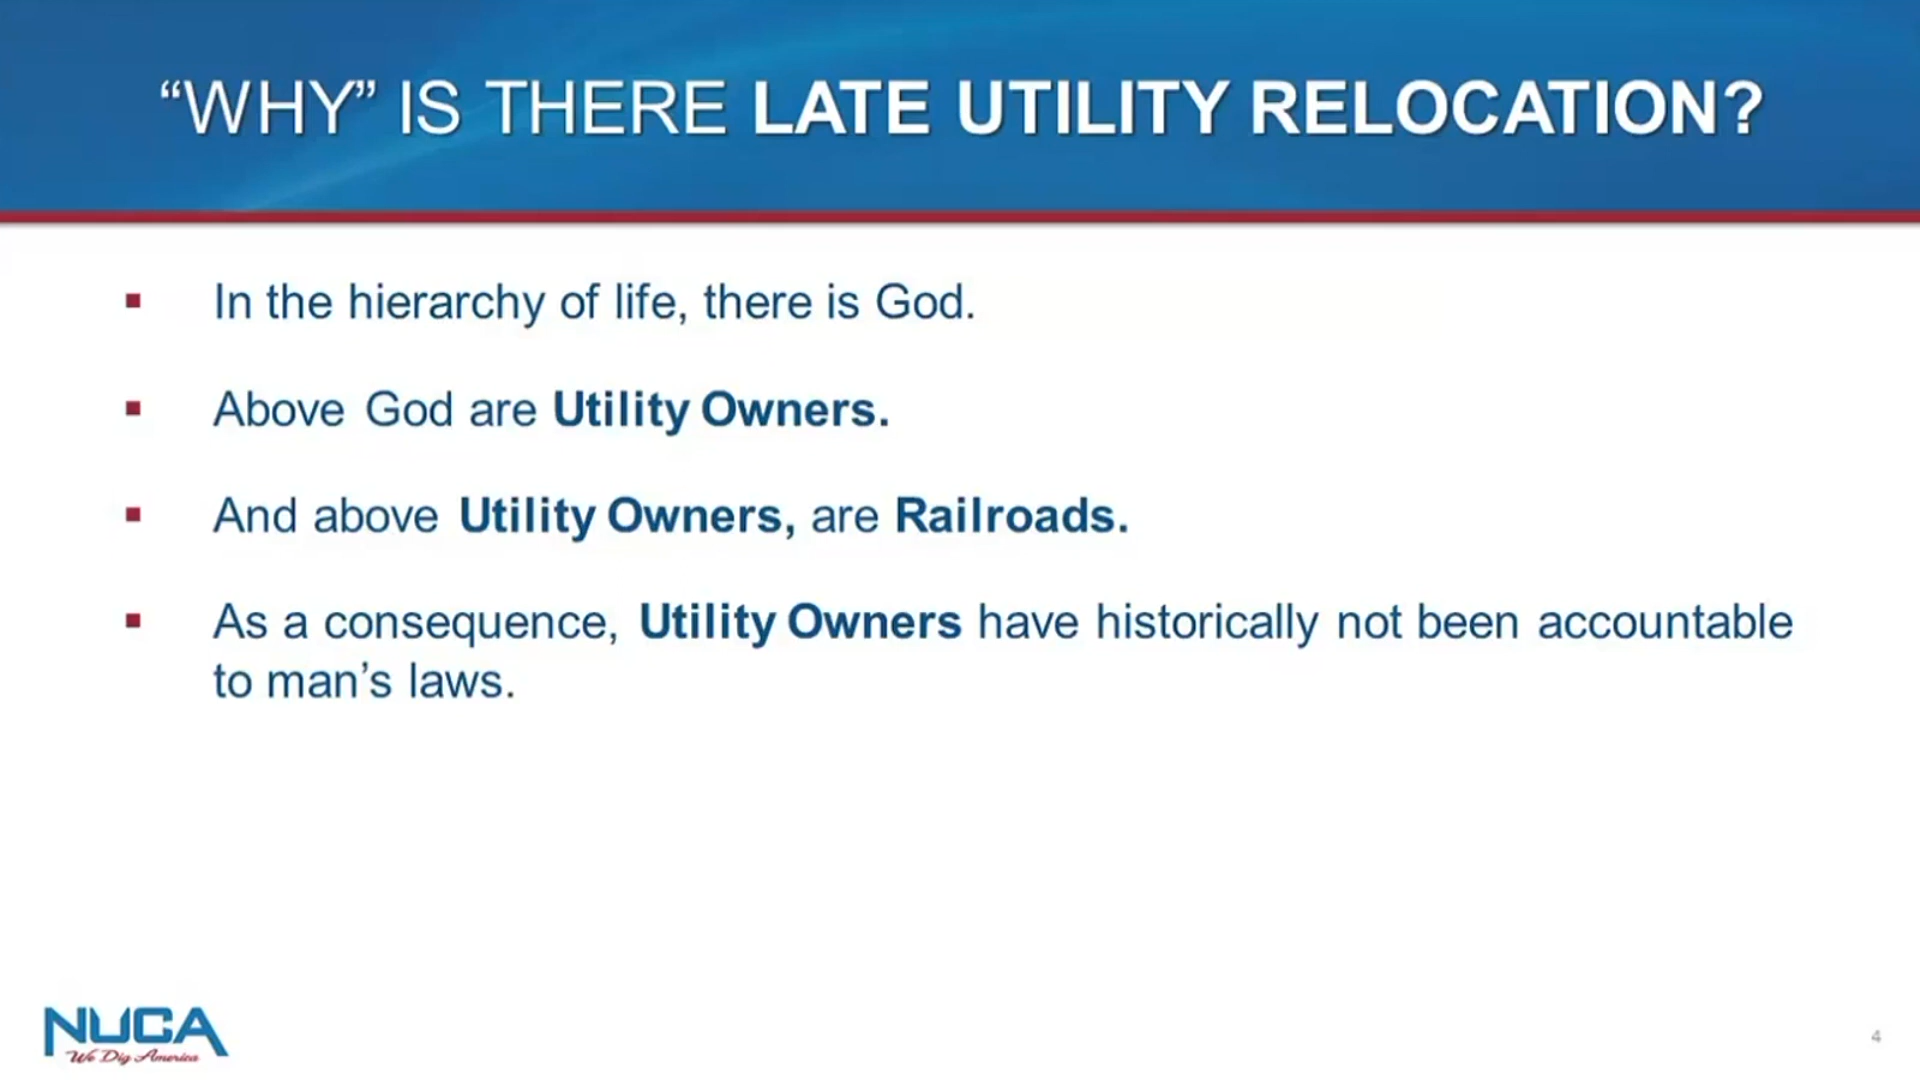 “WHY” IS THERE LATE UTILITY RELOCATION?
▪ In the hierarchy of life, there is God.
▪ Above God are Utility Owners.
▪ And above Utility Owners, are Railroads.
▪ As a consequence, Utility Owners have historically not been accountable
to man’s laws.
NUCA
We Dig America
4